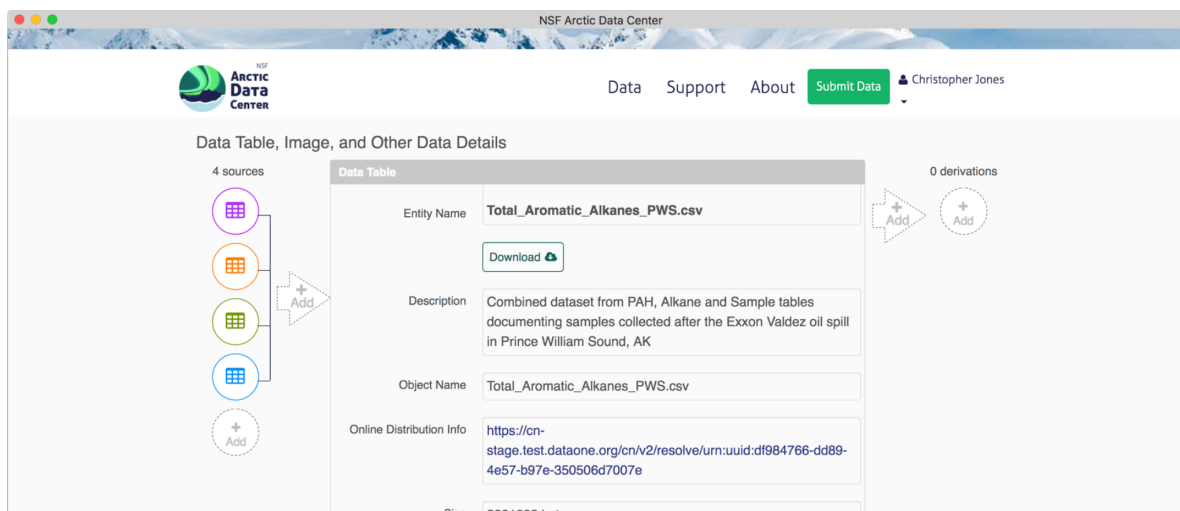 NSF Arctic Data Center
NSF
ARCTIC
DATA
CENTER
Data Support About Submit Data Christopher Jones
Data Table, Image, and Other Data Details
4 sources
Data Table
0 derivations
Entity Name Total_Aromatic_Alkanes_PWS.csv
+ Add
+ Add
Download
+ Add
Description Combined dataset from PAH, Alkane and Sample tables
documenting samples collected after the Exxon Valdez oil spill
in Prince William Sound, AK
Object Name Total_Aromatic_Alkanes_PWS.csv
+ Add
Online Distribution Info https://cn-
stage.test.dataone.org/cn/v2/resolve/urn:uuid:df984766-dd89-
4e57-b97e-350506d7007e